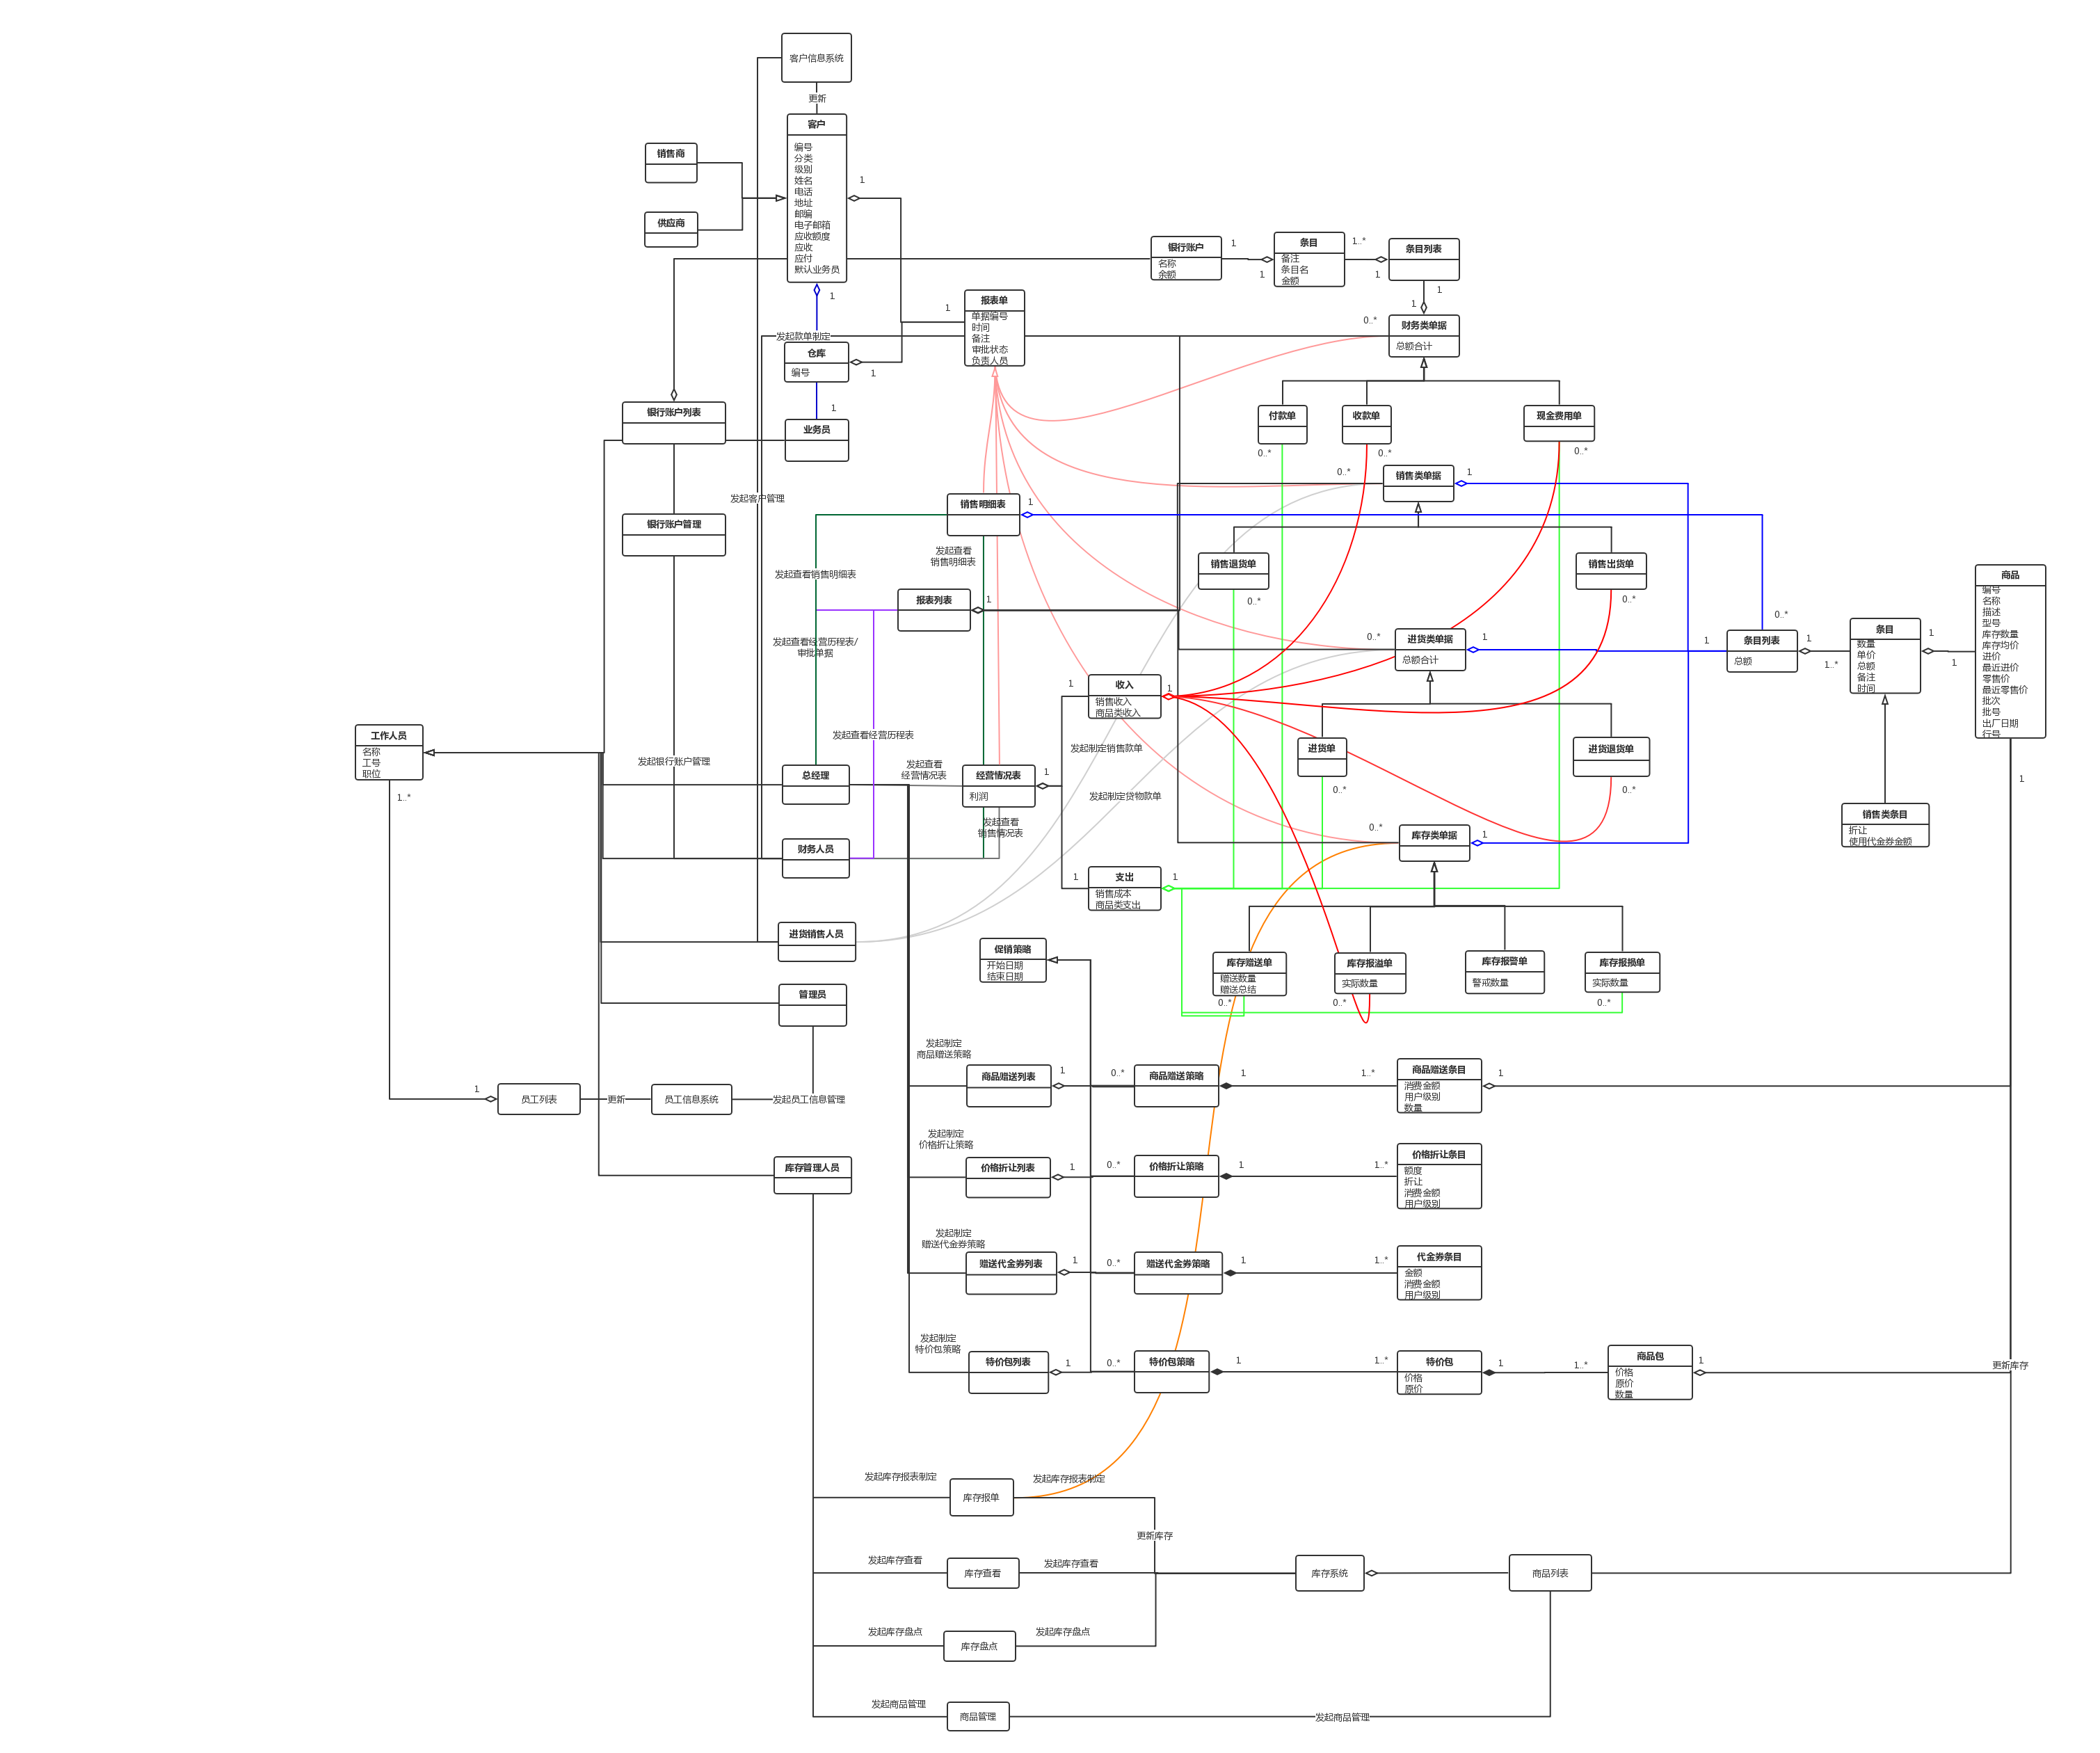 客户信息系统
更新
客户
编号
分类
级别
姓名
电话
地址
邮编
电子邮箱
应收额度
应收
应付
默认业务员
1
1
销售商
供应商
银行账户
名称
余额
1
1
条目
备注
条目名
金额
1..*
1
条目列表
1
1
财务类单据
总额合计
0..*
报表单
单据编号
时间
备注
审批状态
负责人员
1
发起款单制定
仓库
编号
1
1
业务员
银行账户列表
银行账户管理
发起客户管理
付款单
0..*
收款单
0..*
现金费用单
0..*
销售类单据
0..*
1
销售明细表
1
发起查看
销售明细表
发起查看销售明细表
销售退货单
0..*
销售出货单
0..*
报表列表
1
发起查看经营历程表/
审批单据
进货类单据
总额合计
0..*
1
条目列表
总额
1
0..*
1
条目
数量
单价
总额
备注
时间
1..*
1
1
商品
编号
名称
描述
型号
库存数量
库存均价
进价
最近进价
零售价
最近零售价
批次
批号
出厂日期
行号
1
收入
销售收入
商品类收入
1
1
工作人员
名称
工号
职位
1..*
发起查看经营历程表
发起制定销售款单
发起银行账户管理
总经理
发起查看
经营情况表
经营情况表
利润
1
进货单
0..*
进货退货单
0..*
发起制定贷物款单
销售类条目
折让
使用代金券金额
发起查看
销售情况表
财务人员
库存类单据
0..*
1
支出
销售成本
商品类支出
1
1
进货销售人员
促销策略
开始日期
结束日期
库存赠送单
赠送数量
赠送总结
0..*
库存报溢单
实际数量
0..*
库存报警单
警戒数量
库存报损单
实际数量
0..*
管理员
发起制定
商品赠送策略
商品赠送列表
1
0..*
商品赠送策略
1
1..*
商品赠送条目
消费金额
用户级别
数量
1
1
员工列表
更新
员工信息系统
发起员工信息管理
发起制定
价格折让策略
价格折让列表
1
0..*
价格折让策略
1
1..*
价格折让条目
额度
折让
消费金额
用户级别
库存管理人员
发起制定
赠送代金券策略
赠送代金券列表
1
0..*
赠送代金券策略
1
1..*
代金券条目
金额
消费金额
用户级别
发起制定
特价包策略
特价包列表
1
0..*
特价包策略
1
1..*
特价包
价格
原价
1
1..*
商品包
价格
原价
数量
1
更新库存
发起库存报表制定
库存报单
发起库存报表制定
更新库存
发起库存查看
库存查看
发起库存查看
库存系统
商品列表
发起库存盘点
库存盘点
发起库存盘点
发起商品管理
商品管理
发起商品管理